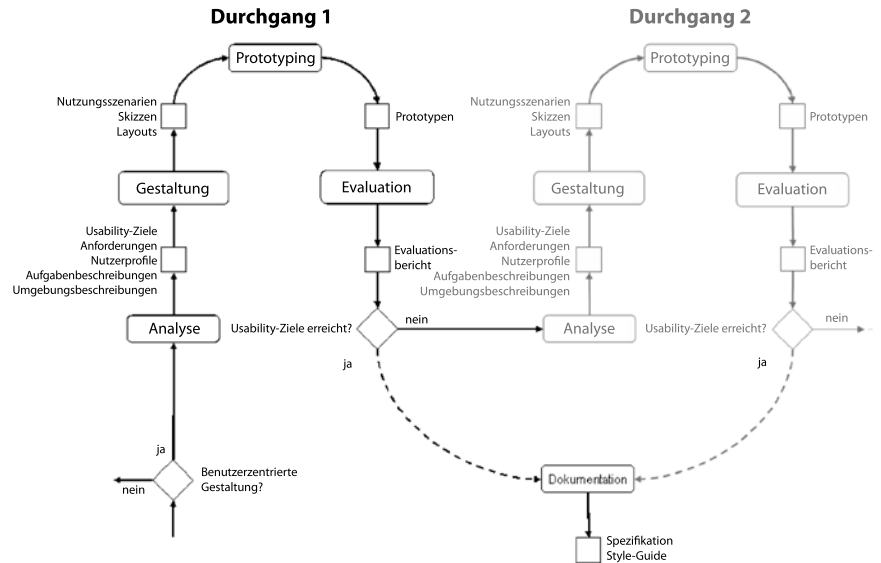 Durchgang 1
Prototyping
Nutzungsszenarien
Skizzen
Layouts
Prototypen
Gestaltung
Evaluation
Usability-Ziele
Anforderungen
Nutzerprofile
Aufgabenbeschreibungen
Umgebungsbeschreibungen
Evaluations-
bericht
Analyse
Usability-Ziele erreicht?
nein
ja
ja
nein
Benutzerzentrierte
Gestaltung?
Durchgang 2
Prototyping
Nutzungsszenarien
Skizzen
Layouts
Prototypen
Gestaltung
Evaluation
Usability-Ziele
Anforderungen
Nutzerprofile
Aufgabenbeschreibungen
Umgebungsbeschreibungen
Evaluations-
bericht
Analyse
Usability-Ziele erreicht?
nein
ja
Dokumentation
Spezifikation
Style-Guide